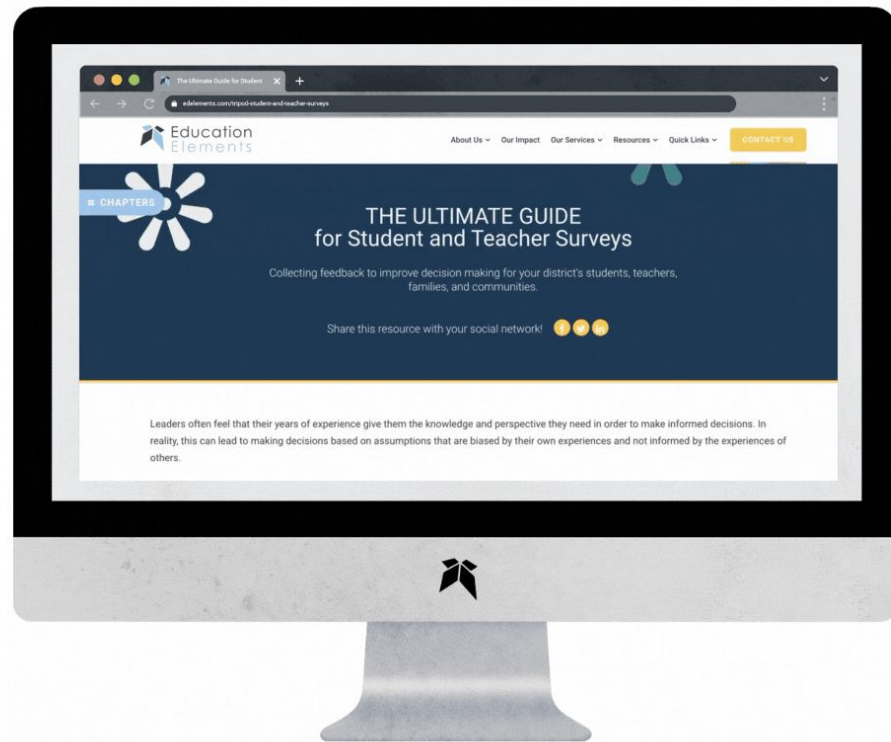 The Ultimate Guide for Student
edelements.com/tripod-student-and-teacher-surveys
Education
Elements
About Us
Our Impact
Our Services
Resources
Quick Links
CONTACT US
CHAPTERS
THE ULTIMATE GUIDE
for Student and Teacher Surveys
Collecting feedback to improve decision making for your district's students, teachers,
families, and communities.
Share this resource with your social network!
Leaders often feel that their years of experience give them the knowledge and perspective they need in order to make informed decisions. In
reality, this can lead to making decisions based on assumptions that are biased by their own experiences and not informed by the experiences of
others.